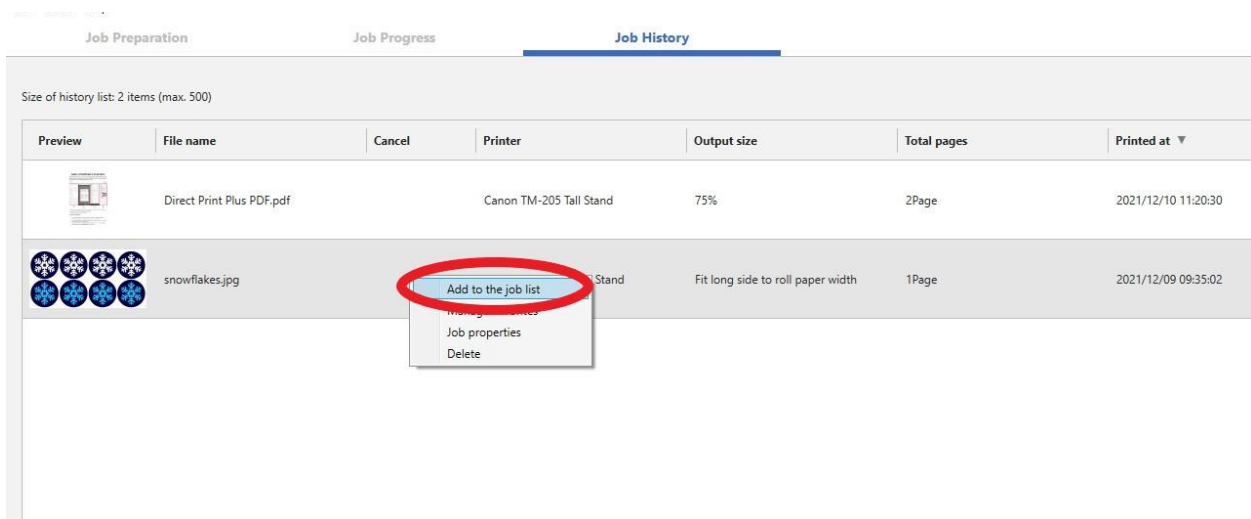 Job Preparation Job Progress Job History
Size of history list: 2 items (max. 500)
Preview File name Cancel Printer Output size Total pages Printed at ▼
Direct Print Plus PDF.pdf Canon TM-205 Tall Stand 75% 2Page 2021/12/10 11:20:30
snowflakes.jpg Stand Fit long side to roll paper width 1Page 2021/12/09 09:35:02
Add to the job list
Job properties
Delete